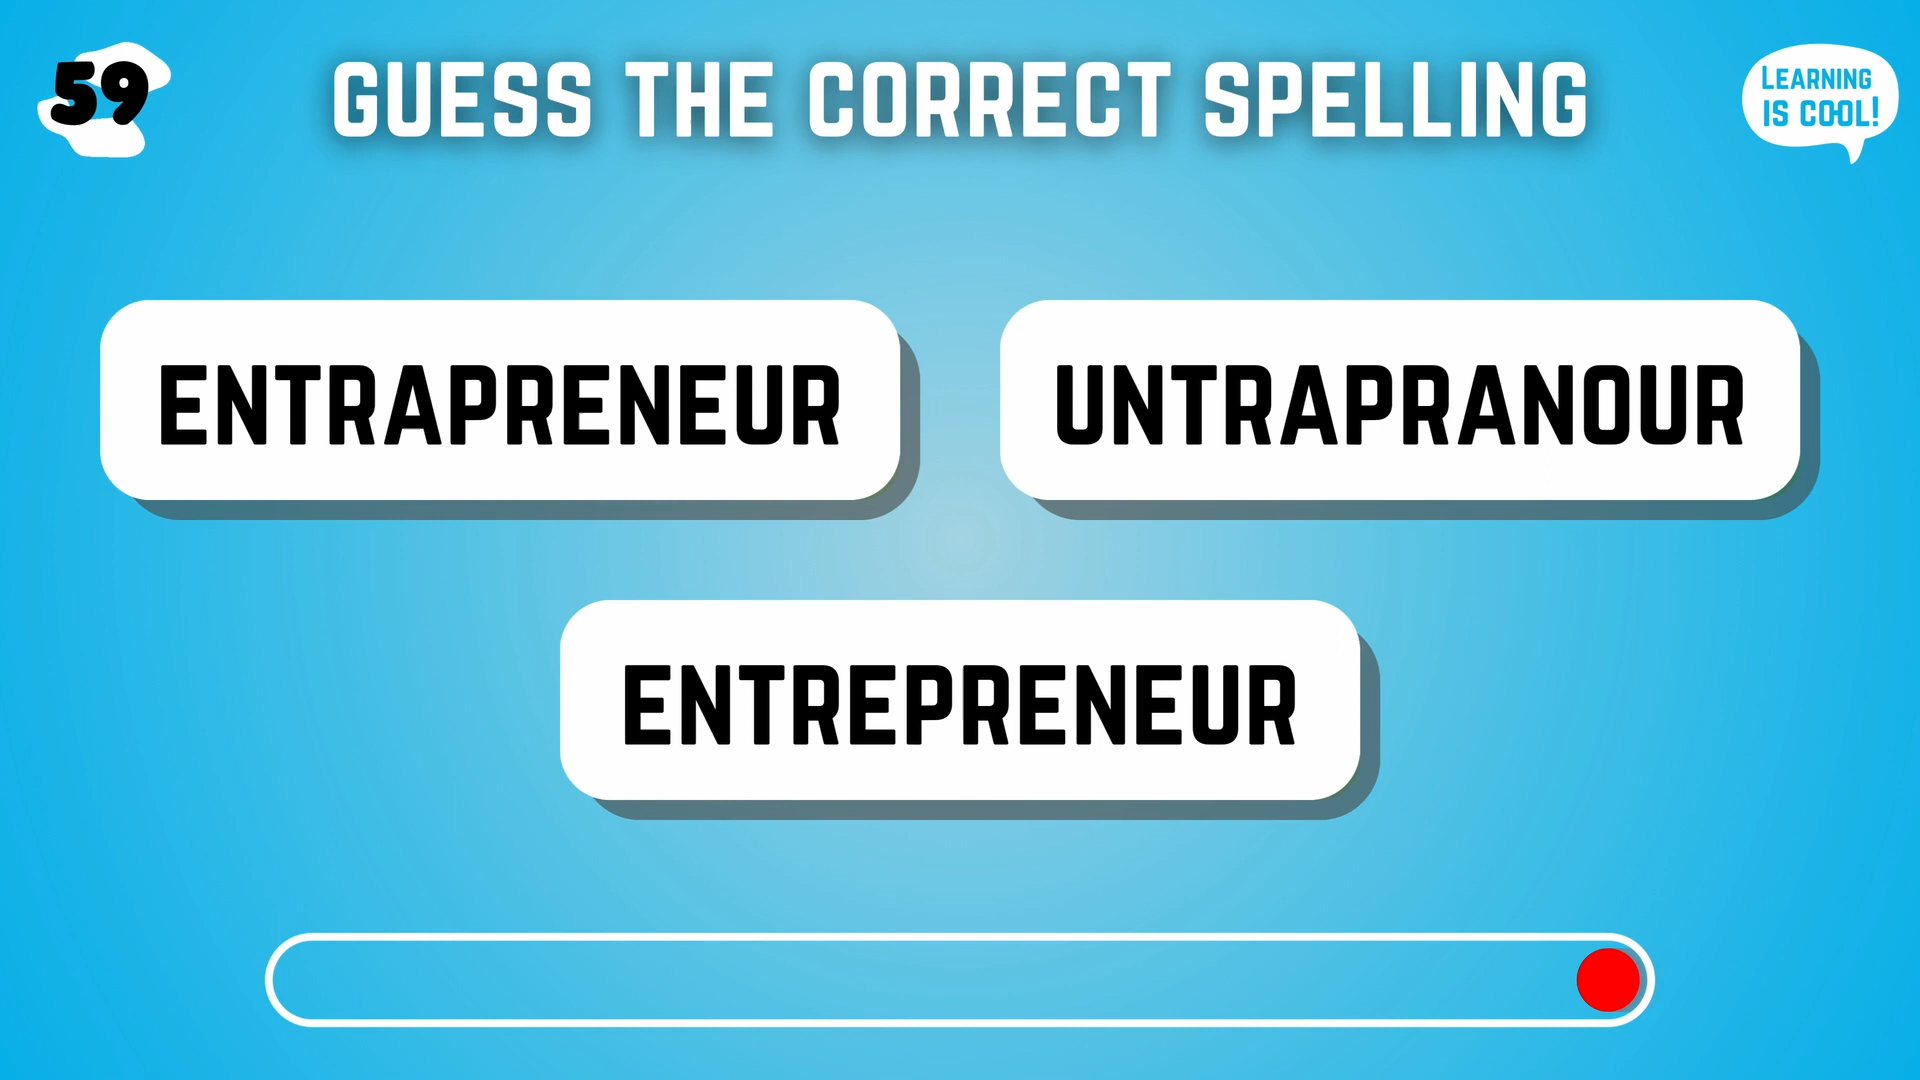 59
GUESS THE CORRECT SPELLING
LEARNING
IS COOL!
ENTRAPRENEUR
UNTRAPRANOUR
ENTREPRENEUR